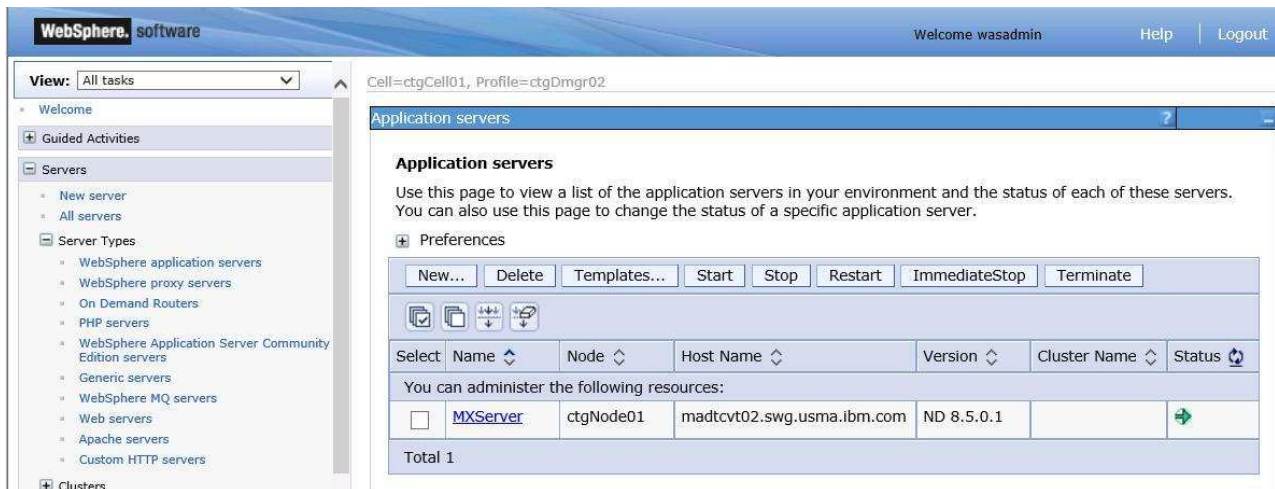 WebSphere. software
Welcome wasadmin Help Logout
View: All tasks
Welcome
Guided Activities
Servers
New server
All servers
Server Types
WebSphere application servers
WebSphere proxy servers
On Demand Routers
PHP servers
WebSphere Application Server Community
Edition servers
Generic servers
WebSphere MQ servers
Web servers
Apache servers
Custom HTTP servers
Clusters
Cell=ctgCell01, Profile=ctgDmgr02
Application servers ?
Application servers
Use this page to view a list of the application servers in your environment and the status of each of these servers.
You can also use this page to change the status of a specific application server.
Preferences
New... Delete Templates... Start Stop Restart ImmediateStop Terminate
Select Name Node Host Name Version Cluster Name Status
You can administer the following resources:
MXServer ctgNode01 madtcvt02.swg.usma.ibm.com ND 8.5.0.1
Total 1